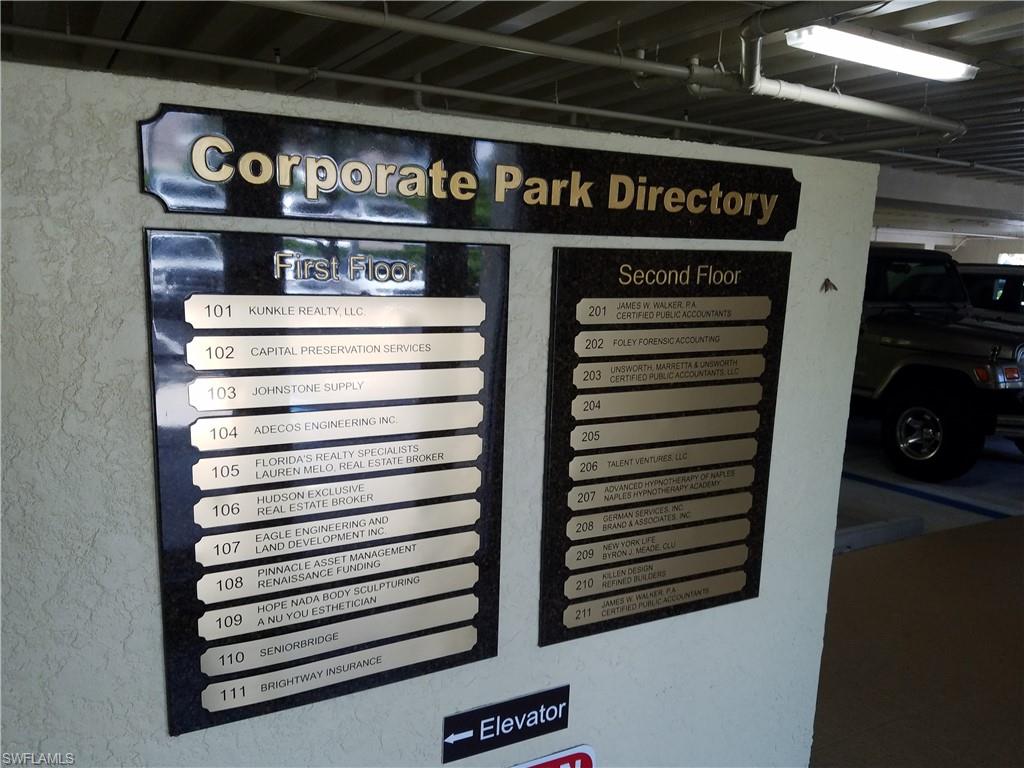 Corporate Park Directory
First Floor
101 KUNKLE REALTY, LLC.
102 CAPITAL PRESERVATION SERVICES
103 JOHNSTONE SUPPLY
104 ADECOS ENGINEERING INC.
105 FLORIDA'S REALTY SPECIALISTS
LAUREN MELO, REAL ESTATE BROKER
106 HUDSON EXCLUSIVE
REAL ESTATE BROKER
107 EAGLE ENGINEERING AND
LAND DEVELOPMENT INC.
108 PINNACLE ASSET MANAGEMENT
RENAISSANCE FUNDING
109 HOPE NADA BODY SCULPTURING
A NU YOU ESTHETICIAN
110 SENIORBRIDGE
111 BRIGHTWAY INSURANCE
Second Floor
201 JAMES W. WALKER, P.A.
CERTIFIED PUBLIC ACCOUNTANTS
202 FOLEY FORENSIC ACCOUNTING
203 UNSWORTH, MARRETTA & UNSWORTH
CERTIFIED PUBLIC ACCOUNTANTS, LLC
204
205
206 TALENT VENTURES, LLC
207 ADVANCED HYPNOTHERAPY OF NAPLES
NAPLES HYPNOTHERAPY ACADEMY
208 GERMAN SERVICES, INC.
BRAND & ASSOCIATES, INC.
209 NEW YORK LIFE
BYRON J. MEADE, CLU
210 KILLEN DESIGN
REFINED BUILDERS
211 JAMES W. WALKER, P.A.
CERTIFIED PUBLIC ACCOUNTANTS
← Elevator
SWFLAMLS